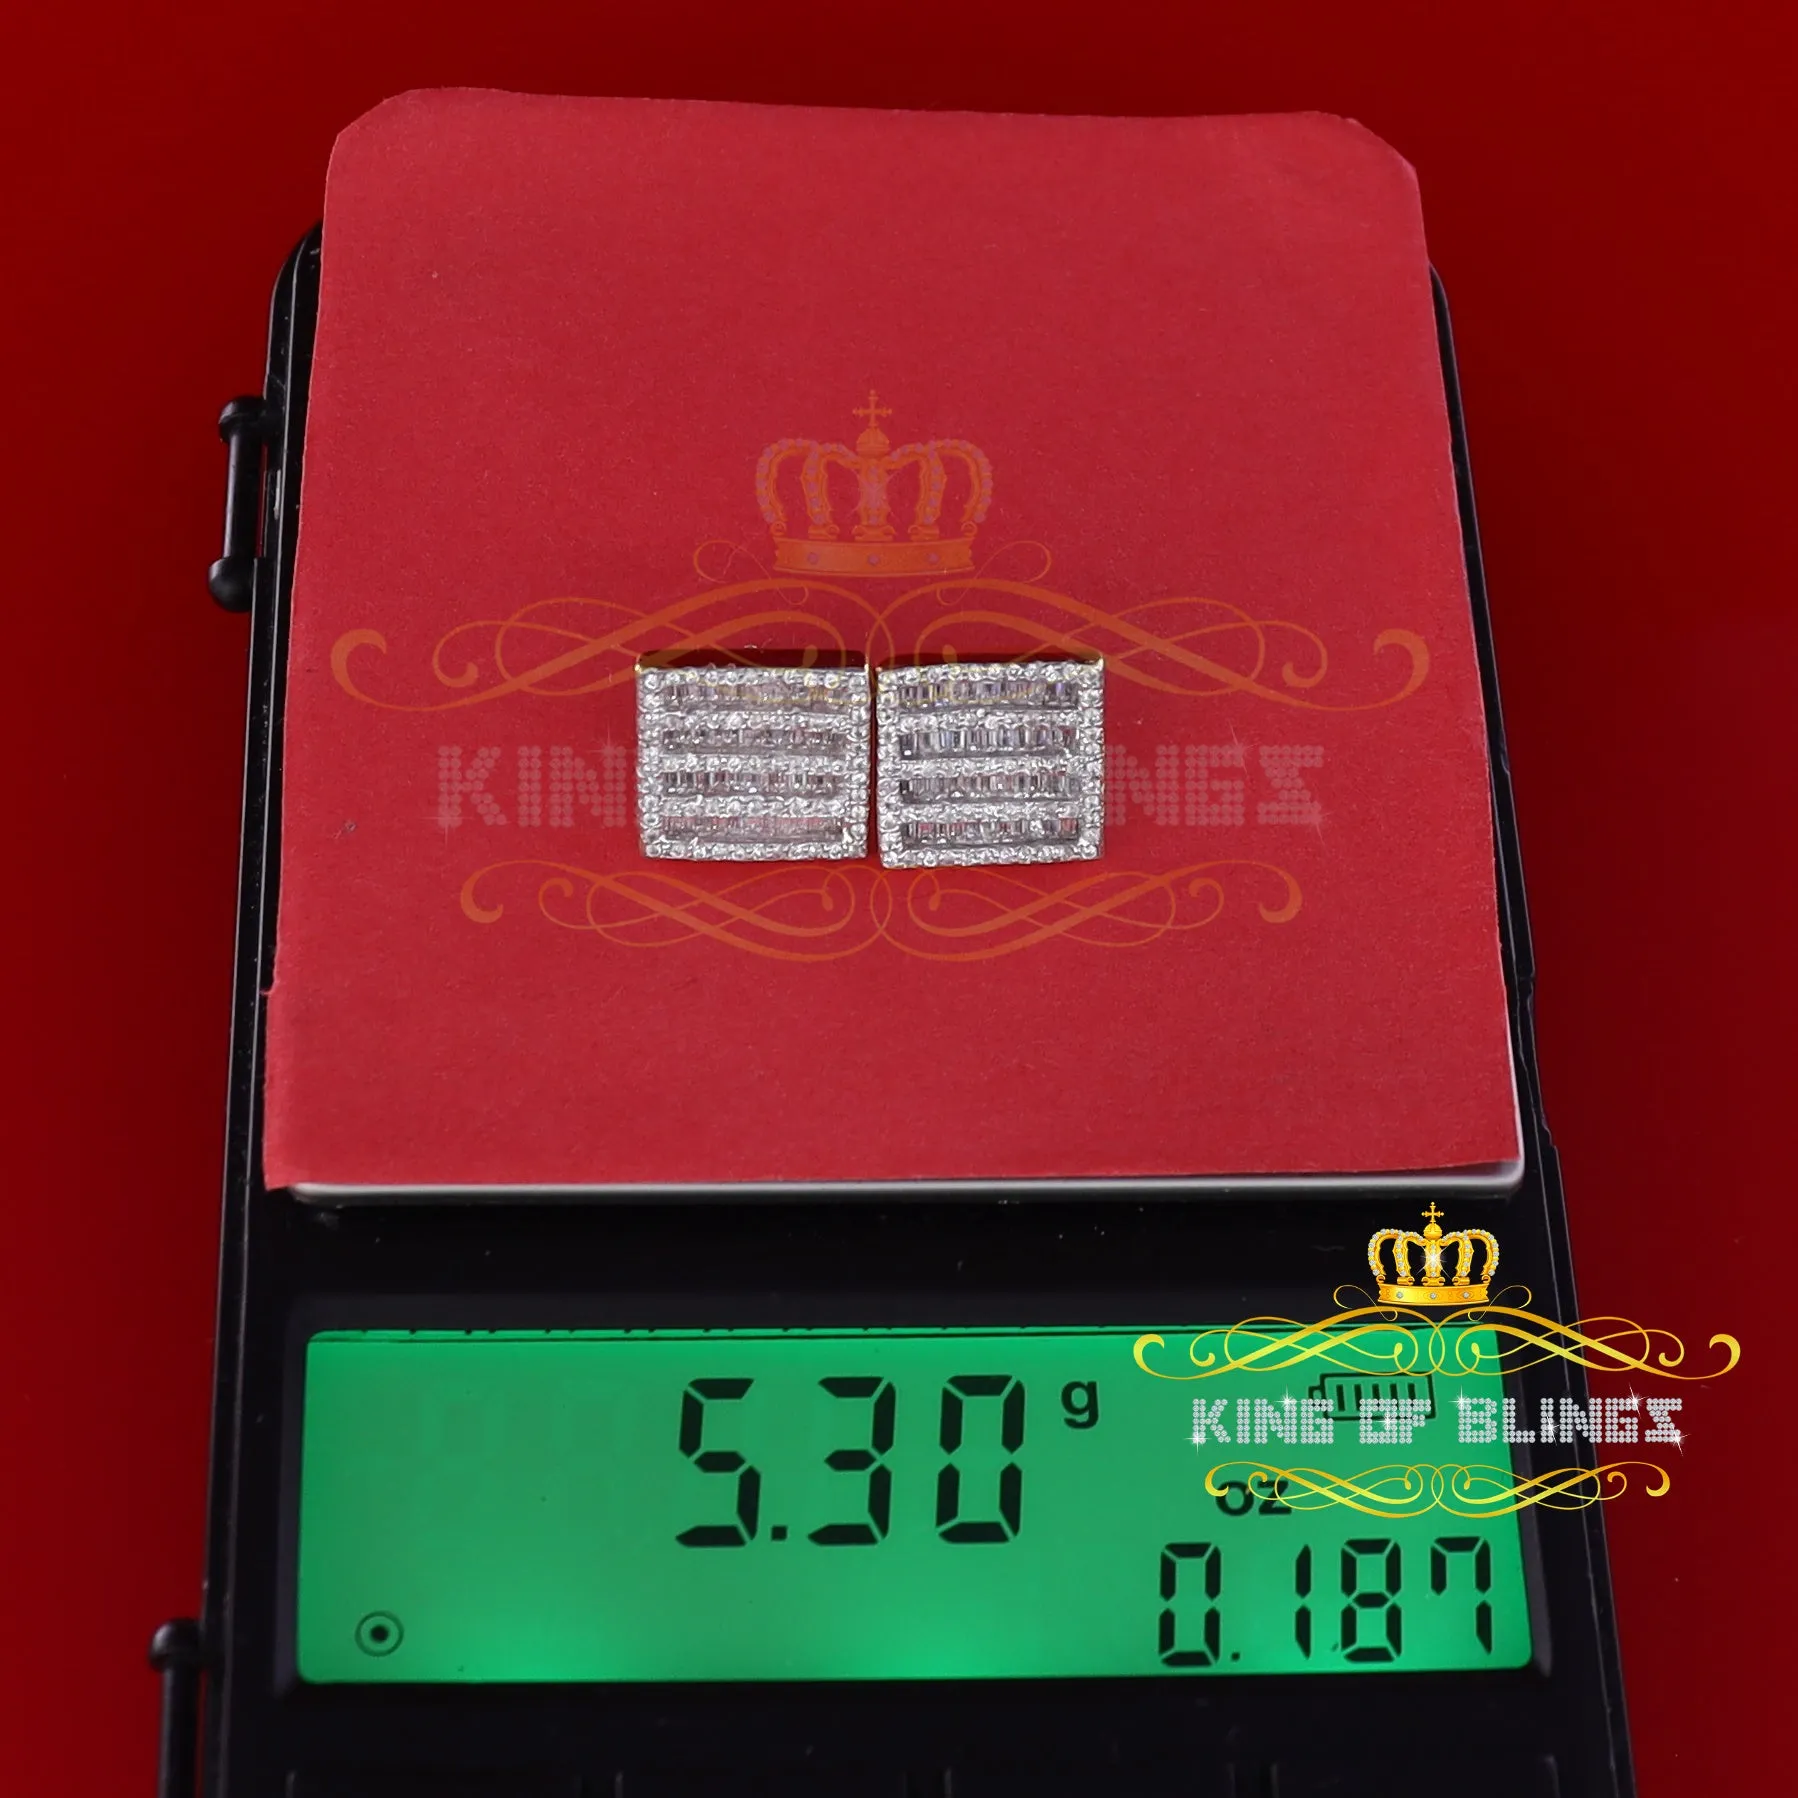 KING OF BLINGS
5.30 g
KING OF BLINGS
oz
0.187